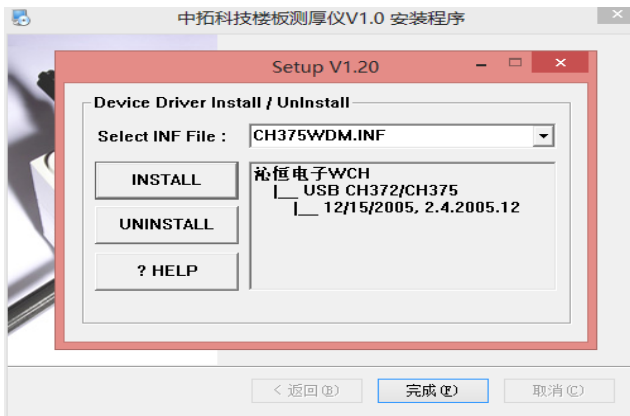 中拓科技楼板测厚仪V1.0 安装程序
Setup V1.20
Device Driver Install / UnInstall
Select INF File :
CH375WDM.INF
INSTALL
沁恒电子WCH
|__ USB CH372/CH375
|__ 12/15/2005, 2.4.2005.12
UNINSTALL
? HELP
< 返回(B)
完成(F)
取消(C)